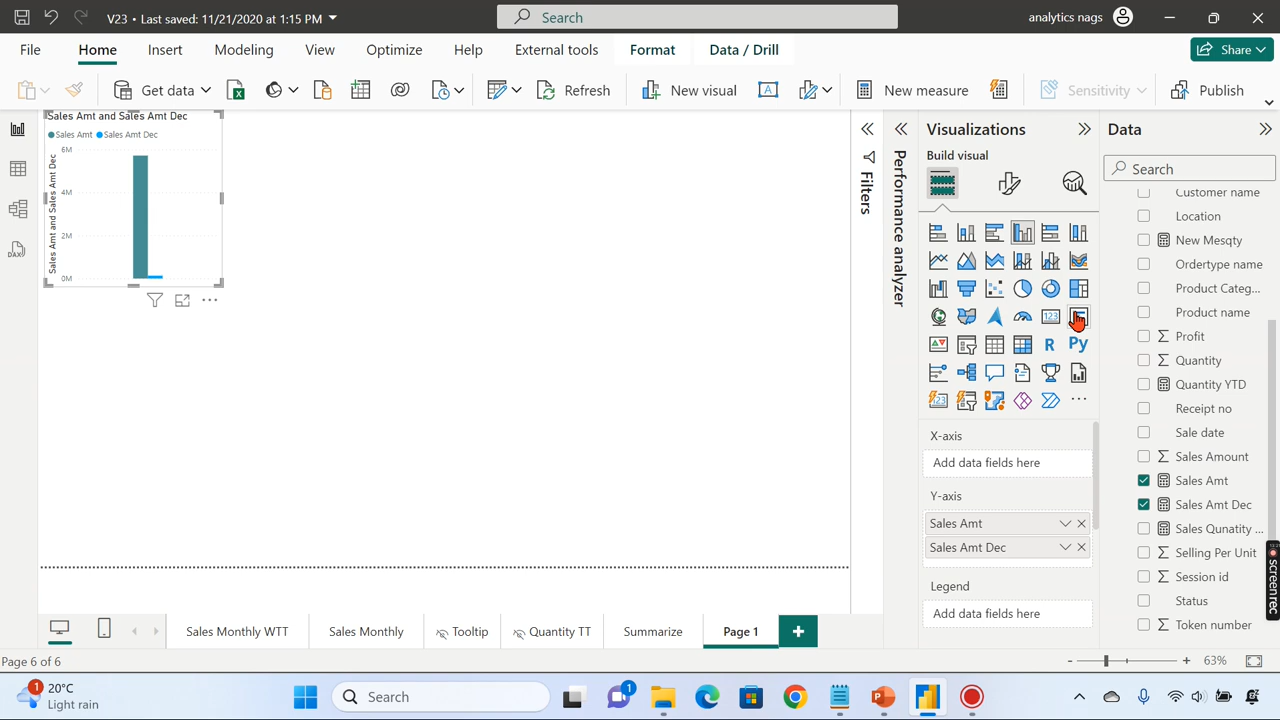 V23 • Last saved: 11/21/2020 at 1:15 PM
Search
analytics nags
File
Home
Insert
Modeling
View
Optimize
Help
External tools
Format
Data / Drill
Share
Get data
Refresh
New visual
New measure
Sensitivity
Publish
Sales Amt and Sales Amt Dec
Sales Amt
Sales Amt Dec
Sales Amt and Sales Amt Dec
6M
4M
2M
0M
Filters
Performance analyzer
Visualizations
Build visual
123
R
Py
123
X-axis
Add data fields here
Y-axis
Sales Amt
Sales Amt Dec
Legend
Add data fields here
Data
Search
Customer name
Location
New Mesqty
Ordertype name
Product Categ...
Product name
Profit
Quantity
Quantity YTD
Receipt no
Sale date
Sales Amount
Sales Amt
Sales Amt Dec
Sales Qunatity ...
Selling Per Unit
Session id
Status
Token number
screenrec
DAX
Sales Monthly WTT
Sales Monthly
Tooltip
Quantity TT
Summarize
Page 1
Page 6 of 6
63%
1
20°C
Light rain
Search
1